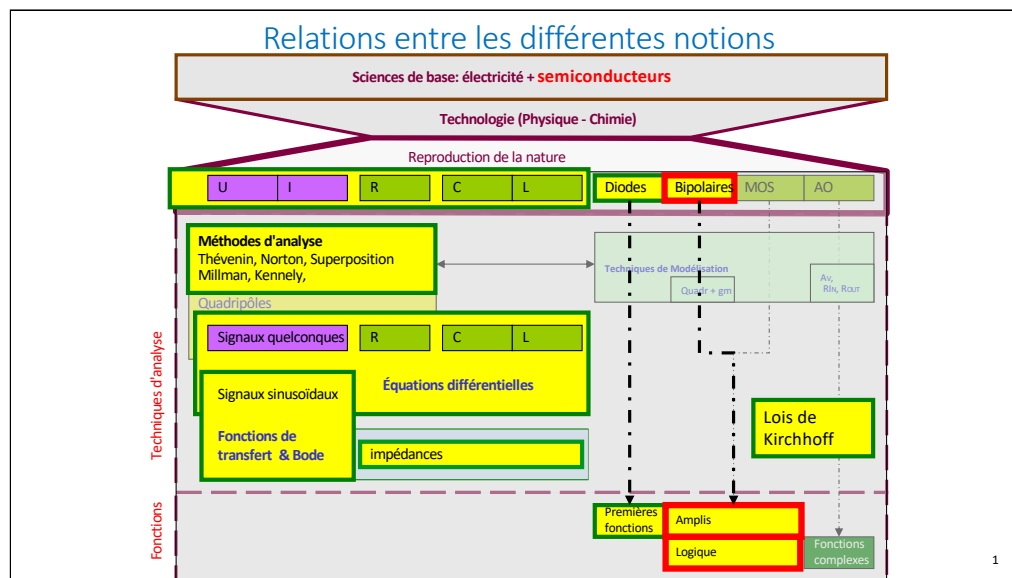 Relations entre les différentes notions
Sciences de base: électricité + semiconducteurs
Technologie (Physique - Chimie)
Reproduction de la nature
U I R C L Diodes Bipolaires MOS AO
Méthodes d'analyse
Thévenin, Norton, Superposition
Millman, Kennely,
Techniques de Modélisation
Quadr + gm
Av,
RIN, ROUT
Quadripôles
Signaux quelconques R C L
Équations différentielles
Signaux sinusoïdaux
Fonctions de
transfert & Bode
impédances
Lois de
Kirchhoff
Techniques d'analyse
Fonctions
Premières
fonctions
Amplis
Logique
Fonctions
complexes
1